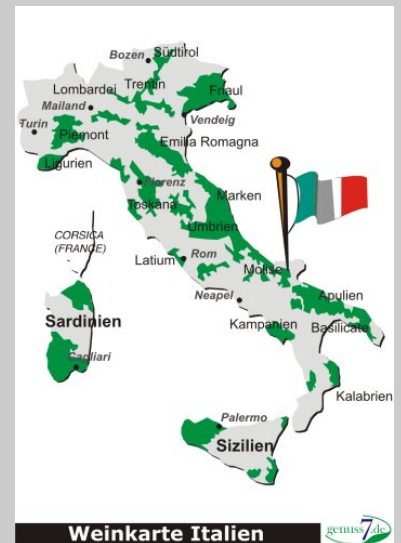 Bozen
Südtirol
Lombardei
Trentin
Friaul
Mailand
Vendeig
Turin
Piemont
Emilia Romagna
Ligurien
Florenz
Toskana
Marken
Umbrien
CORSICA
(FRANCE)
Latium
Rom
Molise
Neapel
Apulien
Sardinien
Kampanien
Basilicate
Cagliari
Kalabrien
Palermo
Sizilien
Weinkarte Italien
genuss7.de